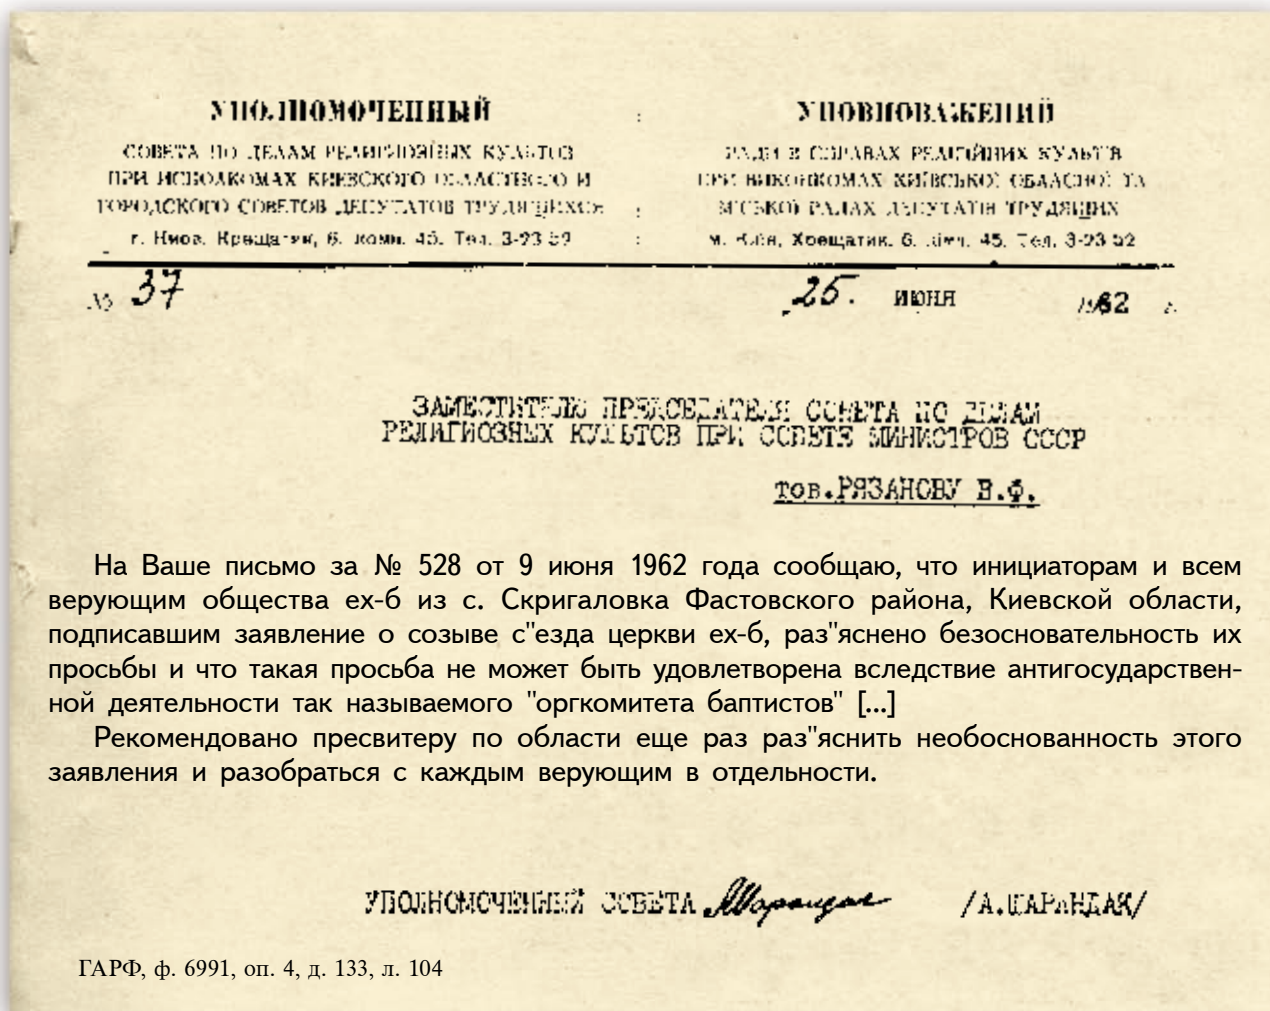 УПОЛНОМОЧЕННЫЙ
СОВЕТА ПО ДЕЛАМ РЕЛИГИОЗНЫХ КУЛЬТОВ
ПРИ ИСПОЛКОМАХ КИЕВСКОГО ОБЛАСТНОГО И
ГОРОДСКОГО СОВЕТОВ ДЕПУТАТОВ ТРУДЯЩИХСЯ
г. Киев, Крещатик, 6. комн. 45. Тел. 3-23 52
УПОВНОВАЖЕНИЙ
РАДИ В СПРАВАХ РЕЛІГІЙНИХ КУЛЬТІВ
ПРИ ВИКОНКОМАХ КИЇВСЬКОЇ ОБЛАСНОЇ ТА
МІСЬКОЇ РАДАХ ДЕПУТАТІВ ТРУДЯЩИХ
м. Київ, Хрещатик. 6. кімн. 45. Тел. 3-23 52
№ 37
25. июня 1962 г.
ЗАМЕСТИТЕЛЮ ПРЕДСЕДАТЕЛЯ СОВЕТА ПО ДЕЛАМ
РЕЛИГИОЗНЫХ КУЛЬТОВ ПРИ СОВЕТЕ МИНИСТРОВ СССР
тов.РЯЗАНОВУ В.Ф.
На Ваше письмо за № 528 от 9 июня 1962 года сообщаю, что инициаторам и всем
верующим общества ех-б из с. Скригаловка Фастовского района, Киевской области,
подписавшим заявление о созыве с"езда церкви ех-б, раз"яснено безосновательность их
просьбы и что такая просьба не может быть удовлетворена вследствие антигосударствен-
ной деятельности так называемого "оргкомитета баптистов" [...]
Рекомендовано пресвитеру по области еще раз раз"яснить необоснованность этого
заявления и разобраться с каждым верующим в отдельности.
УПОЛНОМОЧЕННЫЙ СОВЕТА Шарандак /А.ШАРАНДАК/
ГАРФ, ф. 6991, оп. 4, д. 133, л. 104